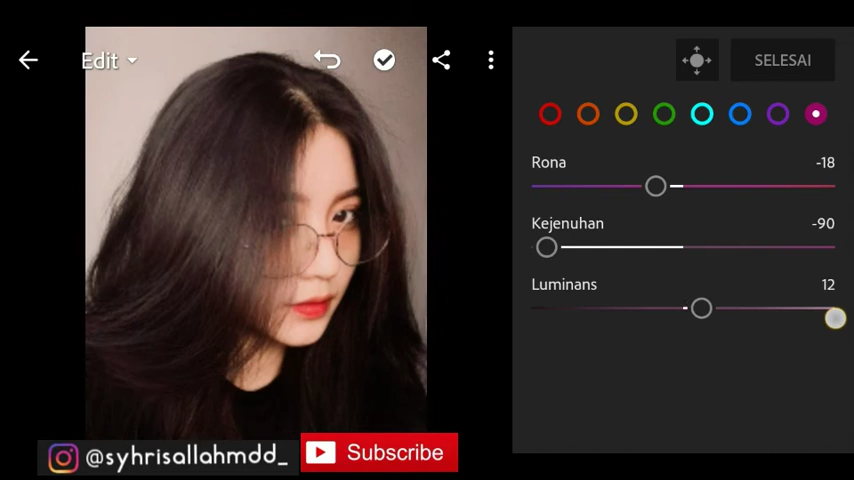 Edit
SELESAI
Rona -18
Kejenuhan -90
Luminans 12
@syhrisallahmdd_
Subscribe